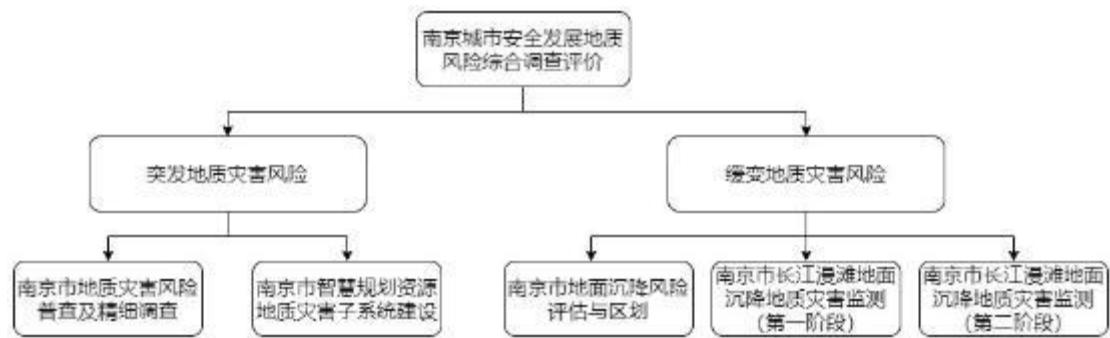 南京城市安全发展地质
风险综合调查评价
突发地质灾害风险
缓变地质灾害风险
南京市地质灾害风险
普查及精细调查
南京市智慧规划资源
地质灾害子系统建设
南京市地面沉降风险
评估与区划
南京市长江漫滩地面
沉降地质灾害监测
(第一阶段)
南京市长江漫滩地面
沉降地质灾害监测
(第二阶段)